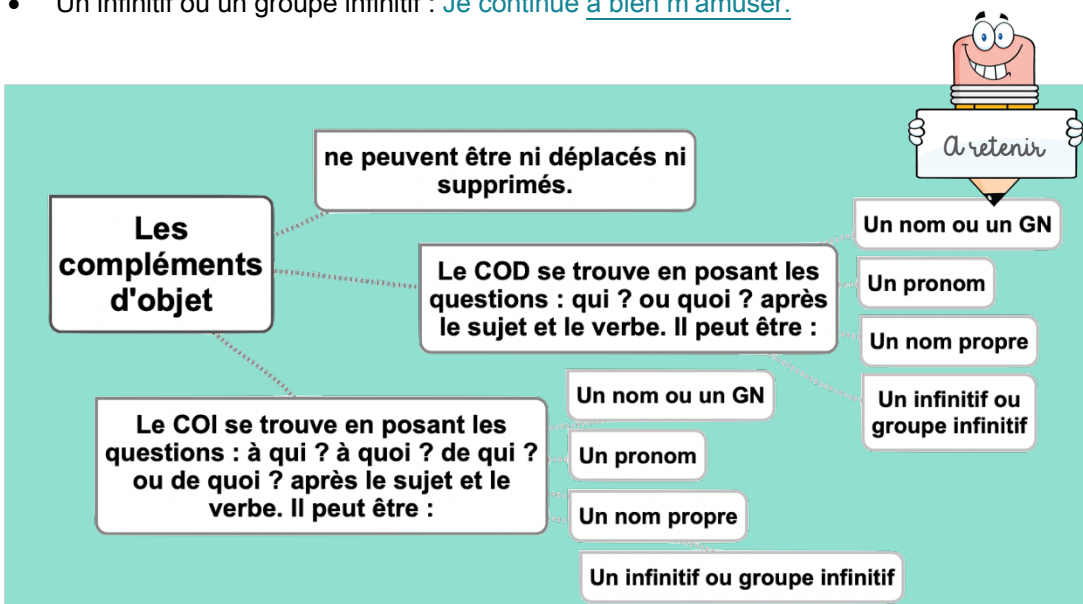 • Un infinitif ou un groupe infinitif : Je continue à bien m'amuser.
A retenir
ne peuvent être ni déplacés ni
supprimés.
Les
compléments
d'objet
Le COD se trouve en posant les
questions : qui ? ou quoi ? après
le sujet et le verbe. Il peut être :
Un nom ou un GN
Un pronom
Un nom propre
Un infinitif ou
groupe infinitif
Le COI se trouve en posant les
questions : à qui ? à quoi ? de qui ?
ou de quoi ? après le sujet et le
verbe. Il peut être :
Un nom ou un GN
Un pronom
Un nom propre
Un infinitif ou groupe infinitif